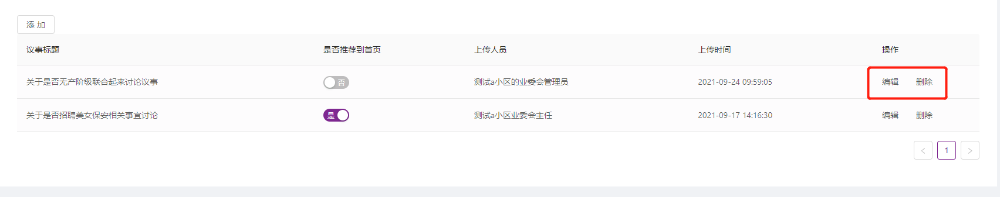 添 加
议事标题 是否推荐到首页 上传人员 上传时间 操作
关于是否无产阶级联合起来讨论议事 否 测试a小区的业委会管理员 2021-09-24 09:59:05 编辑 删除
关于是否招聘美女保安相关事宜讨论 是 测试a小区业委会主任 2021-09-17 14:16:30 编辑 删除
< 1 >